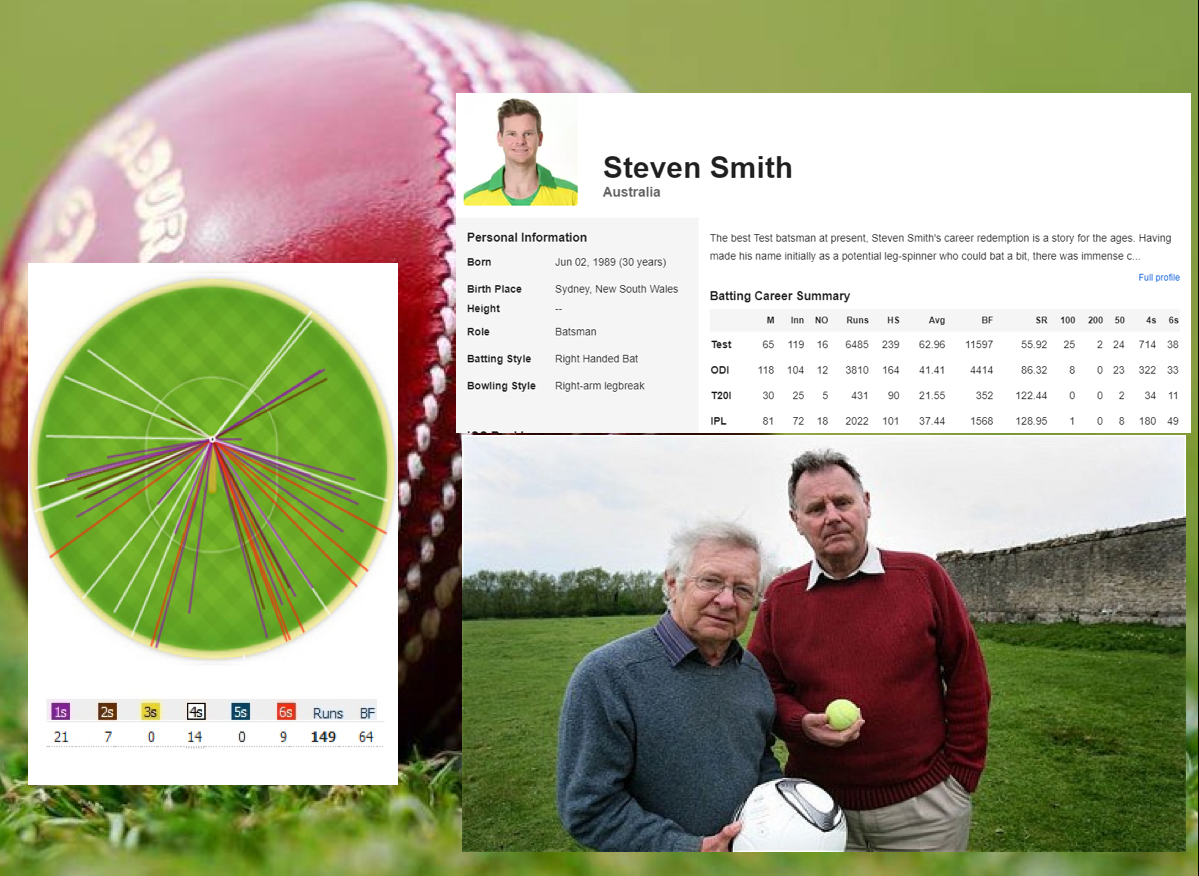 Steven Smith
Australia
Personal Information
Born Jun 02, 1989 (30 years)
Birth Place Sydney, New South Wales
Height --
Role Batsman
Batting Style Right Handed Bat
Bowling Style Right-arm legbreak
The best Test batsman at present, Steven Smith's career redemption is a story for the ages. Having
made his name initially as a potential leg-spinner who could bat a bit, there was immense c...
Full profile
Batting Career Summary
M Inn NO Runs HS Avg BF SR 100 200 50 4s 6s
Test 65 119 16 6485 239 62.96 11597 55.92 25 2 24 714 38
ODI 118 104 12 3810 164 41.41 4414 86.32 8 0 23 322 33
T20I 30 25 5 431 90 21.55 352 122.44 0 0 2 34 11
IPL 81 72 18 2022 101 37.44 1568 128.95 1 0 8 180 49
1s 2s 3s 4s 5s 6s Runs BF
21 7 0 14 0 9 149 64